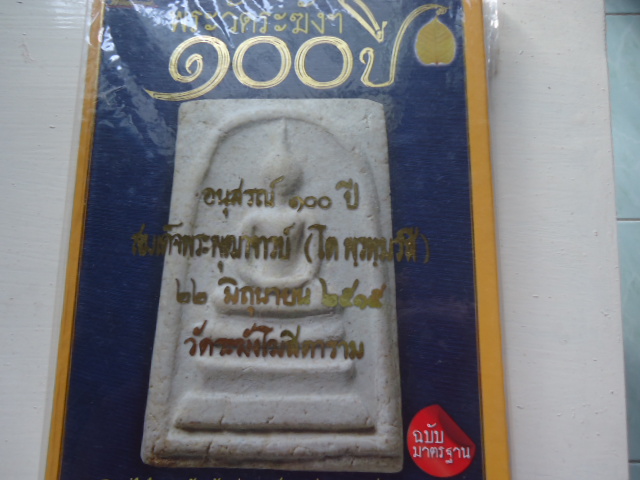 พระวัดระฆังฯ
๑๐๐ปี
อนุสรณ์ ๑๐๐ ปี
สมเด็จพระพุฒาจารย์ (โต พฺรหฺมรํสี)
๒๒ มิถุนายน ๒๕๑๕
วัดระฆังโฆสิตาราม
ฉบับ
มาตรฐาน